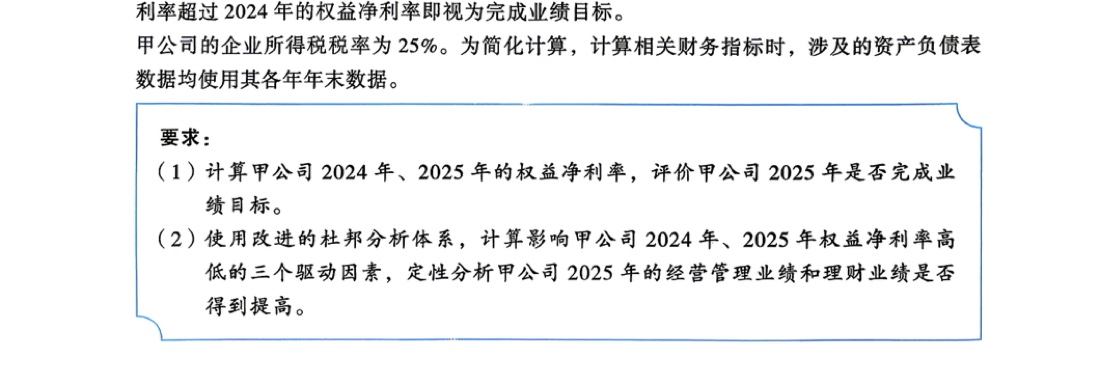 利率超过 2024 年的权益净利率即视为完成业绩目标。
甲公司的企业所得税税率为 25%。为简化计算，计算相关财务指标时，涉及的资产负债表
数据均使用其各年年末数据。
要求：
（1）计算甲公司 2024 年、2025 年的权益净利率，评价甲公司 2025 年是否完成业
绩目标。
（2）使用改进的杜邦分析体系，计算影响甲公司 2024 年、2025 年权益净利率高
低的三个驱动因素，定性分析甲公司 2025 年的经营管理业绩和理财业绩是否
得到提高。